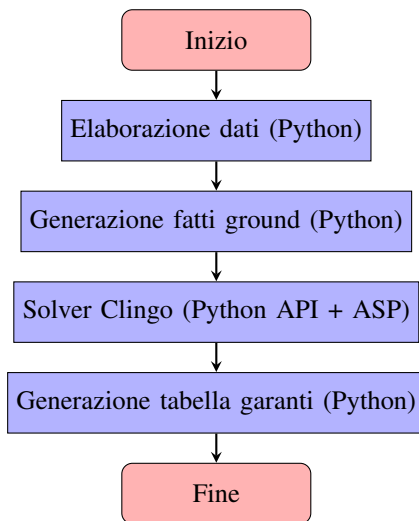 Inizio
Elaborazione dati (Python)
Generazione fatti ground (Python)
Solver Clingo (Python API + ASP)
Generazione tabella garanti (Python)
Fine